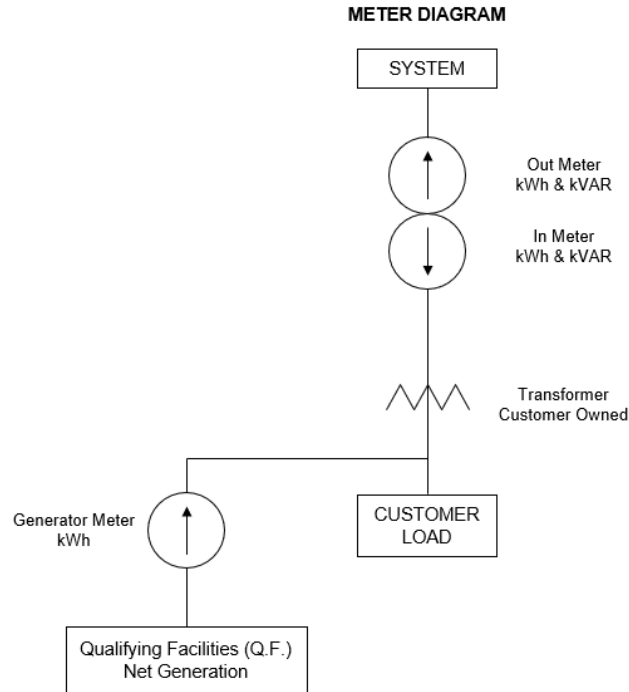 METER DIAGRAM
SYSTEM
Out Meter
kWh & kVAR
In Meter
kWh & kVAR
Transformer
Customer Owned
Generator Meter
kWh
CUSTOMER
LOAD
Qualifying Facilities (Q.F.)
Net Generation